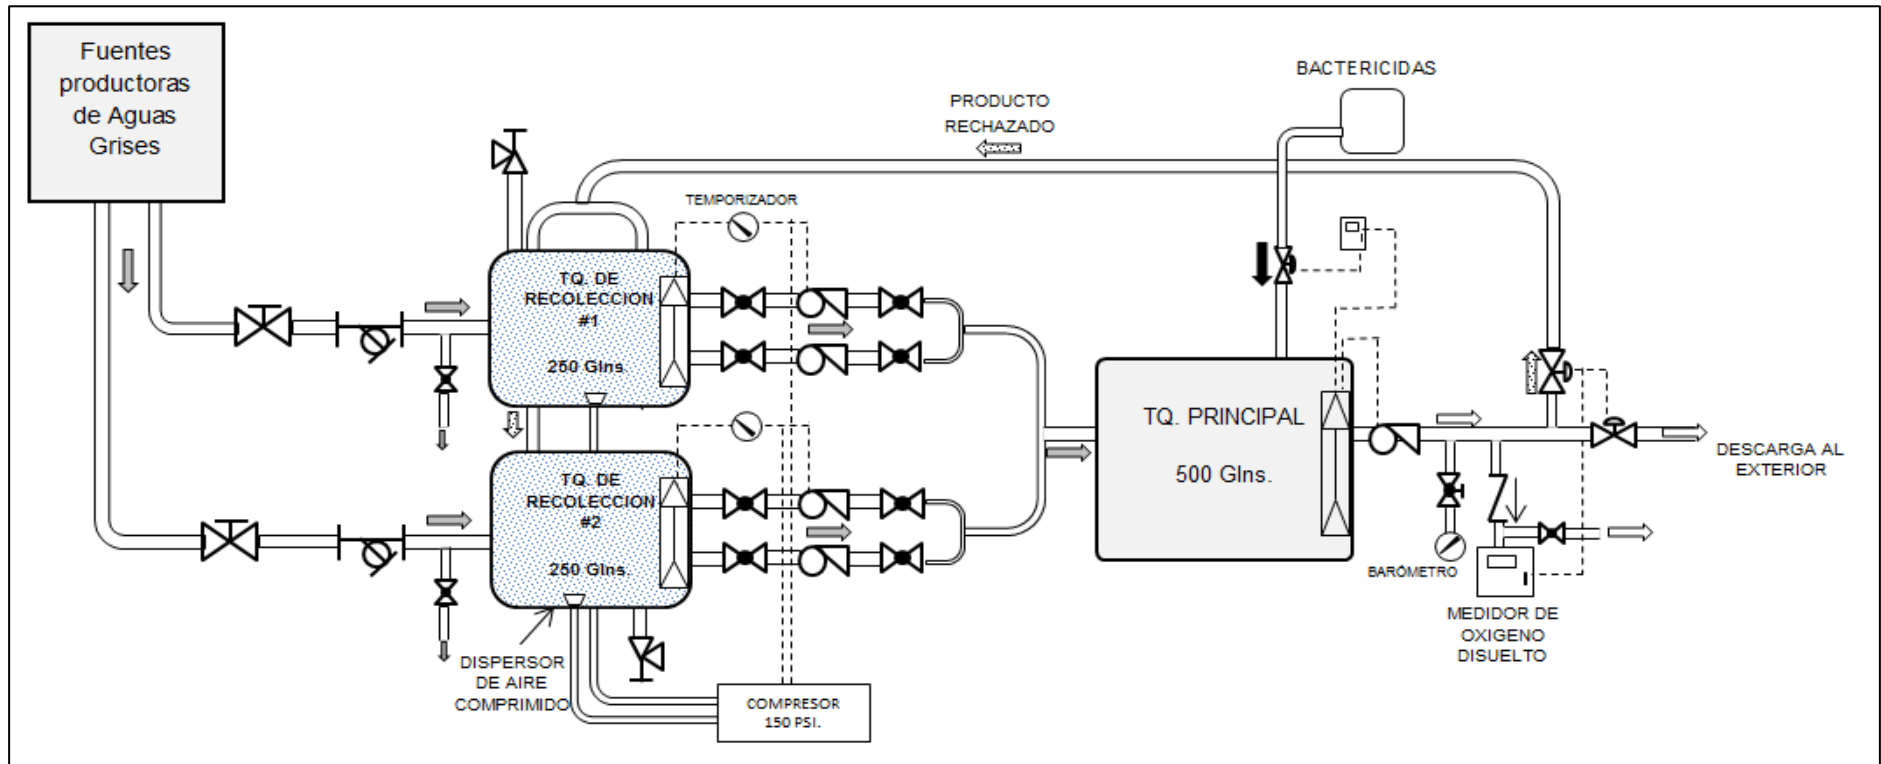 Fuentes
productoras
de Aguas
Grises
BACTERICIDAS
PRODUCTO
RECHAZADO
TEMPORIZADOR
TQ. DE
RECOLECCION
#1
250 Glns.
TQ. PRINCIPAL
500 Glns.
DESCARGA AL
EXTERIOR
TQ. DE
RECOLECCION
#2
250 Glns.
BARÓMETRO
MEDIDOR DE
OXIGENO
DISUELTO
DISPERSOR
DE AIRE
COMPRIMIDO
COMPRESOR
150 PSI.